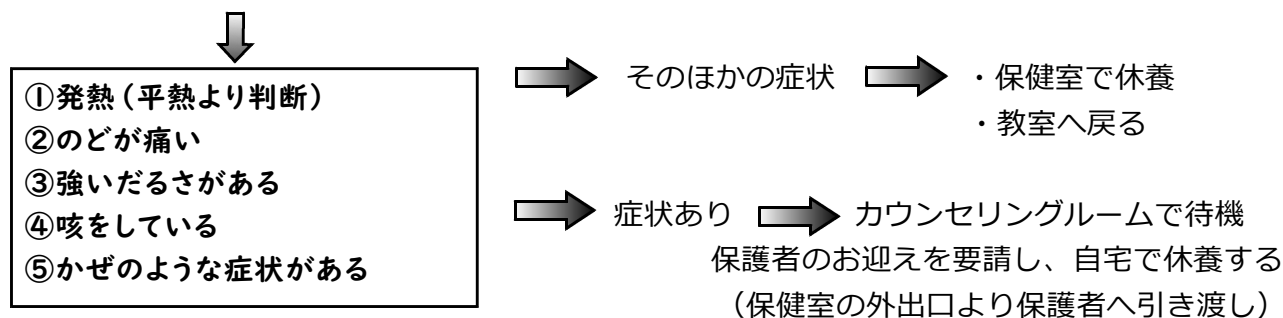 ①発熱（平熱より判断）
②のどが痛い
③強いだるさがある
④咳をしている
⑤かぜのような症状がある
そのほかの症状
・保健室で休養
・教室へ戻る
症状あり
カウンセリングルームで待機
保護者のお迎えを要請し、自宅で休養する
（保健室の外出口より保護者へ引き渡し）